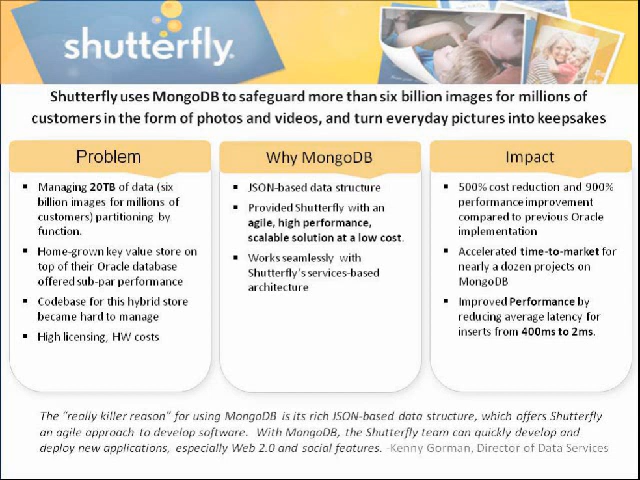 shutterfly.
Shutterfly uses MongoDB to safeguard more than six billion images for millions of
customers in the form of photos and videos, and turn everyday pictures into keepsakes
Problem
▪ Managing 20TB of data (six
billion images for millions of
customers) partitioning by
function.
▪ Home-grown key value store on
top of their Oracle database
offered sub-par performance
▪ Codebase for this hybrid store
became hard to manage
▪ High licensing, HW costs
Why MongoDB
▪ JSON-based data structure
▪ Provided Shutterfly with an
agile, high performance,
scalable solution at a low cost.
▪ Works seamlessly with
Shutterfly's services-based
architecture
Impact
▪ 500% cost reduction and 900%
performance improvement
compared to previous Oracle
implementation
▪ Accelerated time-to-market for
nearly a dozen projects on
MongoDB
▪ Improved Performance by
reducing average latency for
inserts from 400ms to 2ms.
The "really killer reason" for using MongoDB is its rich JSON-based data structure, which offers Shutterfly
an agile approach to develop software. With MongoDB, the Shutterfly team can quickly develop and
deploy new applications, especially Web 2.0 and social features. -Kenny Gorman, Director of Data Services